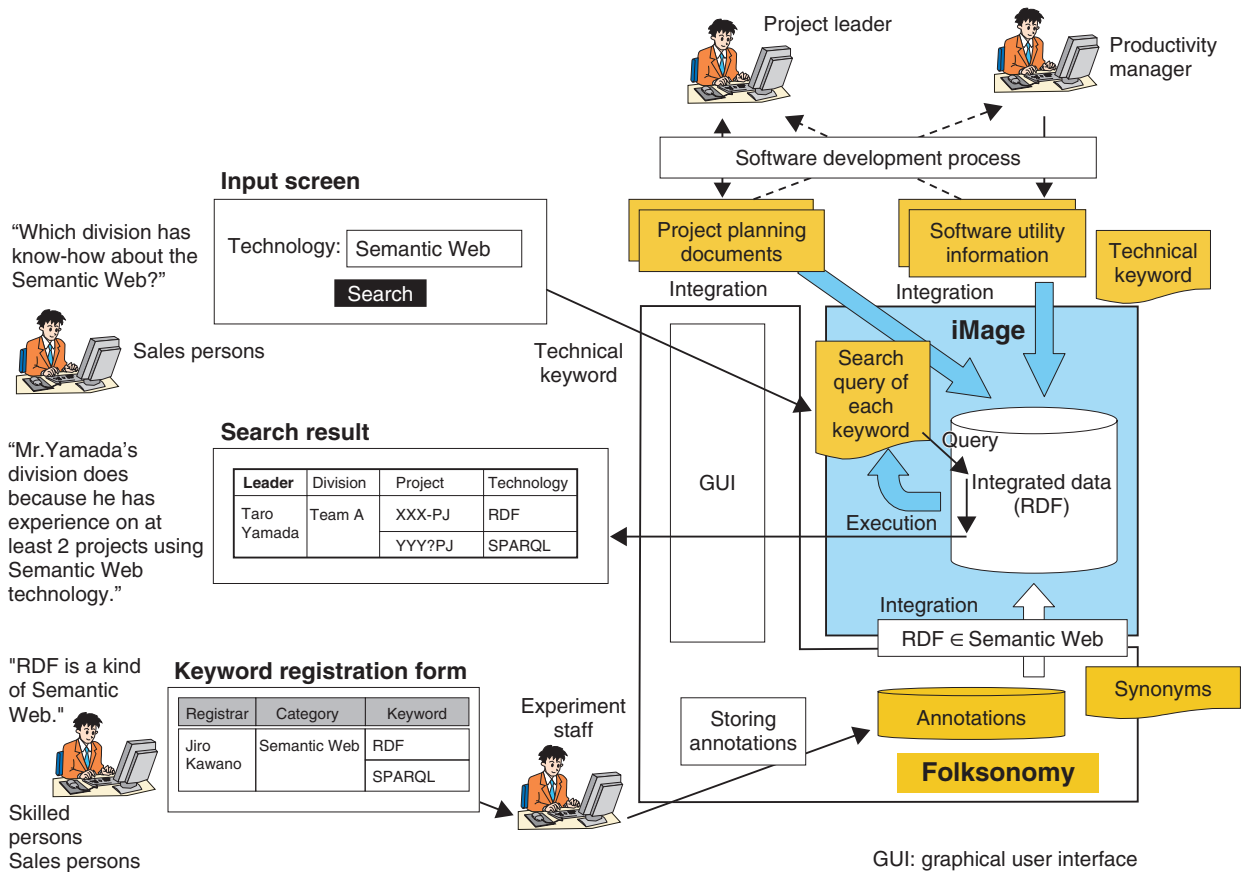 Project leader
Productivity
manager
Software development process
Input screen
Technology:
Semantic Web
Search
“Which division has
know-how about the
Semantic Web?”
Sales persons
Project planning
documents
Software utility
information
Technical
keyword
Integration
Integration
iMage
Technical
keyword
Search
query of
each
keyword
Query
GUI
Integrated data
(RDF)
Execution
Search result
“Mr.Yamada’s
division does
because he has
experience on at
least 2 projects using
Semantic Web
technology.”
Leader Division Project Technology
Taro
Yamada
Team A
XXX-PJ RDF
YYY?PJ SPARQL
Integration
RDF ∈ Semantic Web
Synonyms
Annotations
Folksonomy
Storing
annotations
"RDF is a kind
of Semantic
Web."
Keyword registration form
Registrar Category Keyword
Jiro
Kawano
Semantic Web
RDF
SPARQL
Experiment
staff
Skilled
persons
Sales persons
GUI: graphical user interface